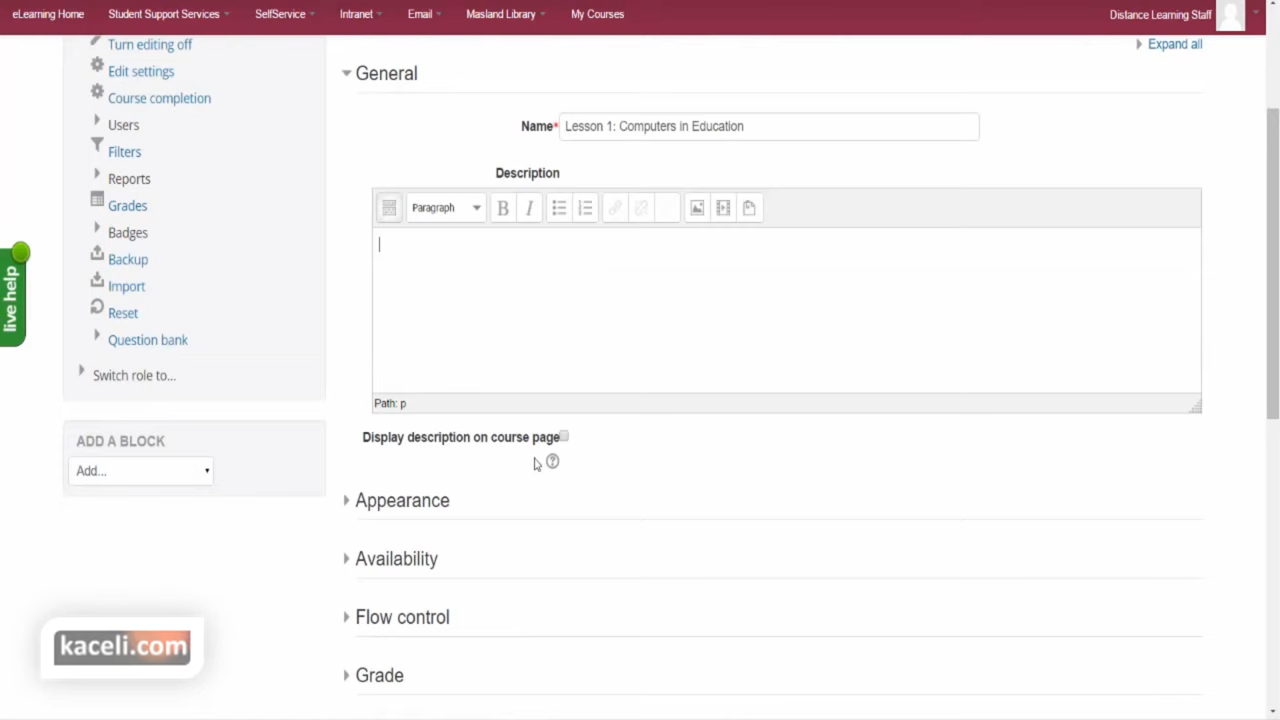 eLearning Home Student Support Services SelfService Intranet Email Masland Library My Courses Distance Learning Staff
Turn editing off
Edit settings
Course completion
Users
Filters
Reports
Grades
Badges
Backup
Import
Reset
Question bank
Switch role to...
ADD A BLOCK
Add...
live help
Expand all
General
Name* Lesson 1: Computers in Education
Description
Paragraph B I
Path: p
Display description on course page
?
Appearance
Availability
Flow control
Grade
kaceli.com